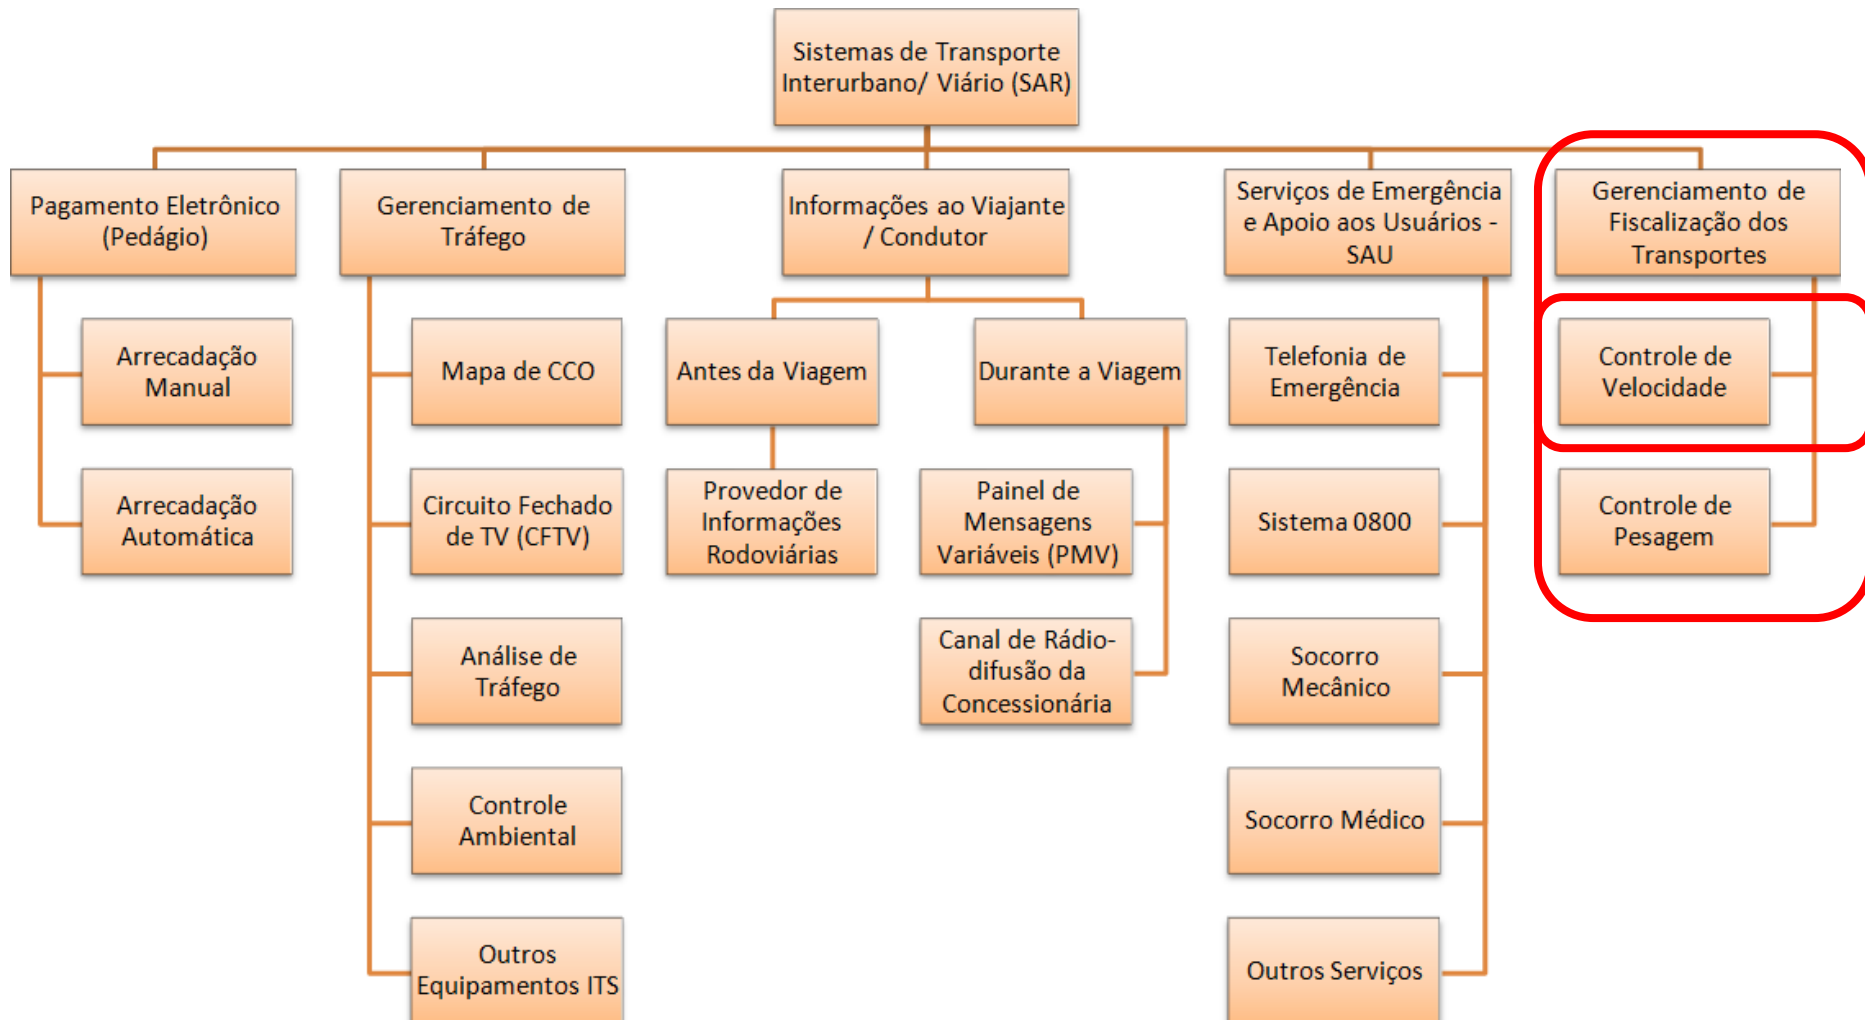 Sistemas de Transporte
Interurbano/ Viário (SAR)
Pagamento Eletrônico
(Pedágio)
Arrecadação
Manual
Arrecadação
Automática
Gerenciamento de
Tráfego
Mapa de CCO
Circuito Fechado
de TV (CFTV)
Análise de
Tráfego
Controle
Ambiental
Outros
Equipamentos ITS
Informações ao Viajante
/ Condutor
Antes da Viagem
Provedor de
Informações
Rodoviárias
Durante a Viagem
Painel de
Mensagens
Variáveis (PMV)
Canal de Rádio-
difusão da
Concessionária
Serviços de Emergência
e Apoio aos Usuários -
SAU
Telefonia de
Emergência
Sistema 0800
Socorro
Mecânico
Socorro Médico
Outros Serviços
Gerenciamento de
Fiscalização dos
Transportes
Controle de
Velocidade
Controle de
Pesagem